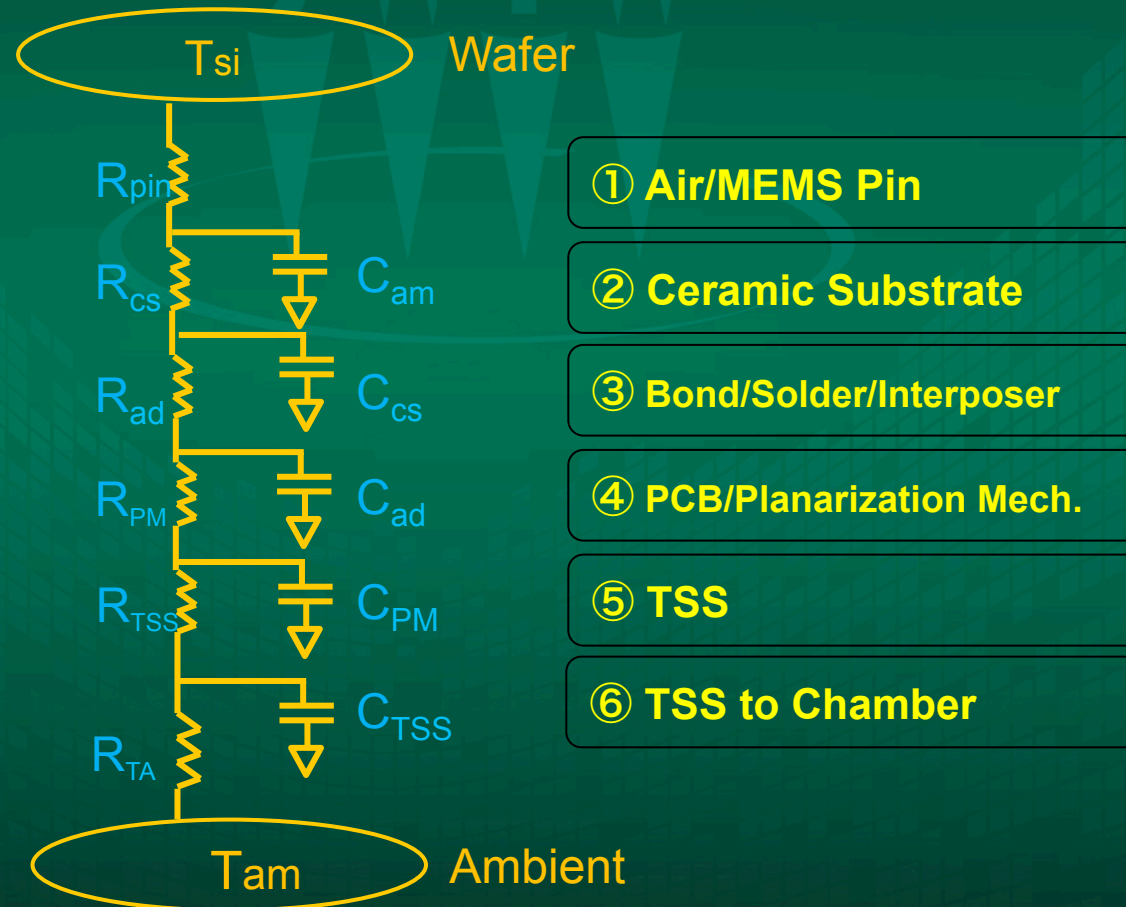 Tsi
Wafer
Rpin
① Air/MEMS Pin
Rcs
Cam
② Ceramic Substrate
Rad
Ccs
③ Bond/Solder/Interposer
RPM
Cad
④ PCB/Planarization Mech.
RTSS
CPM
⑤ TSS
RTA
CTSS
⑥ TSS to Chamber
Tam
Ambient